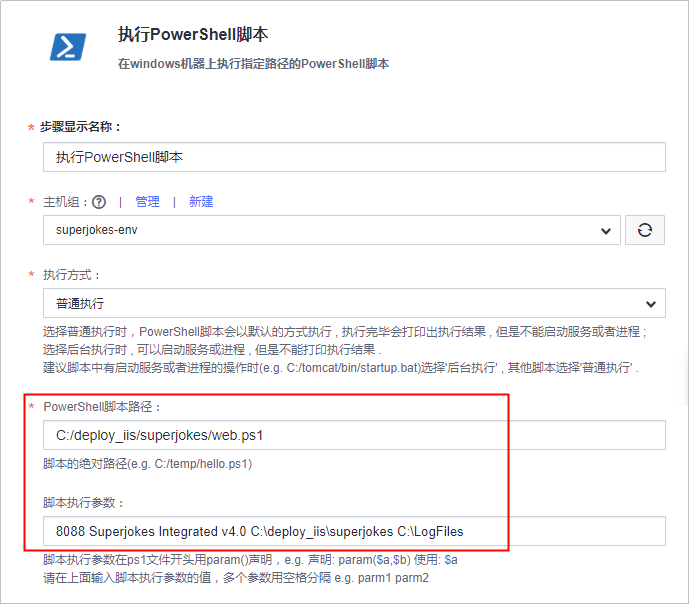 执行PowerShell脚本
在windows机器上执行指定路径的PowerShell脚本
* 步骤显示名称：
执行PowerShell脚本
* 主机组：? | 管理 | 新建
superjokes-env
* 执行方式：
普通执行
选择普通执行时，PowerShell脚本会以默认的方式执行 , 执行完毕会打印出执行结果 , 但是不能启动服务或者进程 ;
选择后台执行时 , 可以启动服务或进程 , 但是不能打印执行结果 .
建议脚本中有启动服务或者进程的操作时(e.g. C:/tomcat/bin/startup.bat)选择'后台执行' , 其他脚本选择'普通执行' .
* PowerShell脚本路径：
C:/deploy_iis/superjokes/web.ps1
脚本的绝对路径(e.g. C:/temp/hello.ps1)
脚本执行参数：
8088 Superjokes Integrated v4.0 C:\deploy_iis\superjokes C:\LogFiles
脚本执行参数在ps1文件开头用param()声明，e.g. 声明: param($a,$b) 使用: $a
请在上面输入脚本执行参数的值，多个参数用空格分隔 e.g. parm1 parm2